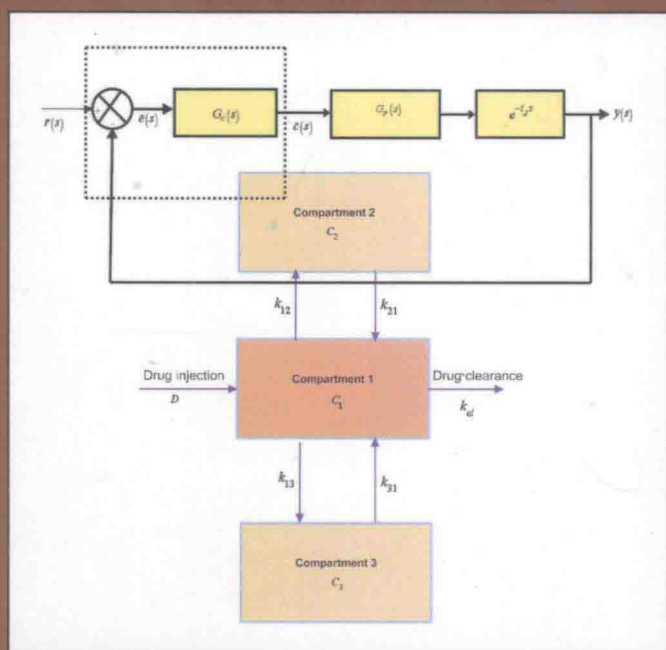 r(s)
e(s)
G_c(s)
c(s)
G_p(s)
e^{-t_d s}
y(s)
Compartment 2
C_2
k_12
k_21
Drug injection
D
Compartment 1
C_1
Drug clearance
k_el
k_13
k_31
Compartment 3
C_3